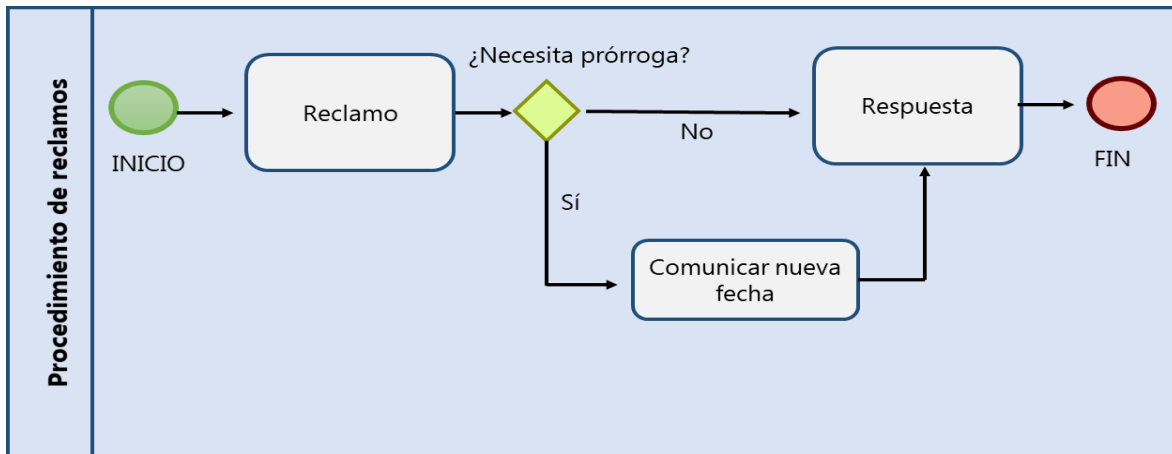 Procedimiento de reclamos
INICIO
Reclamo
¿Necesita prórroga?
No
Sí
Comunicar nueva
fecha
Respuesta
FIN